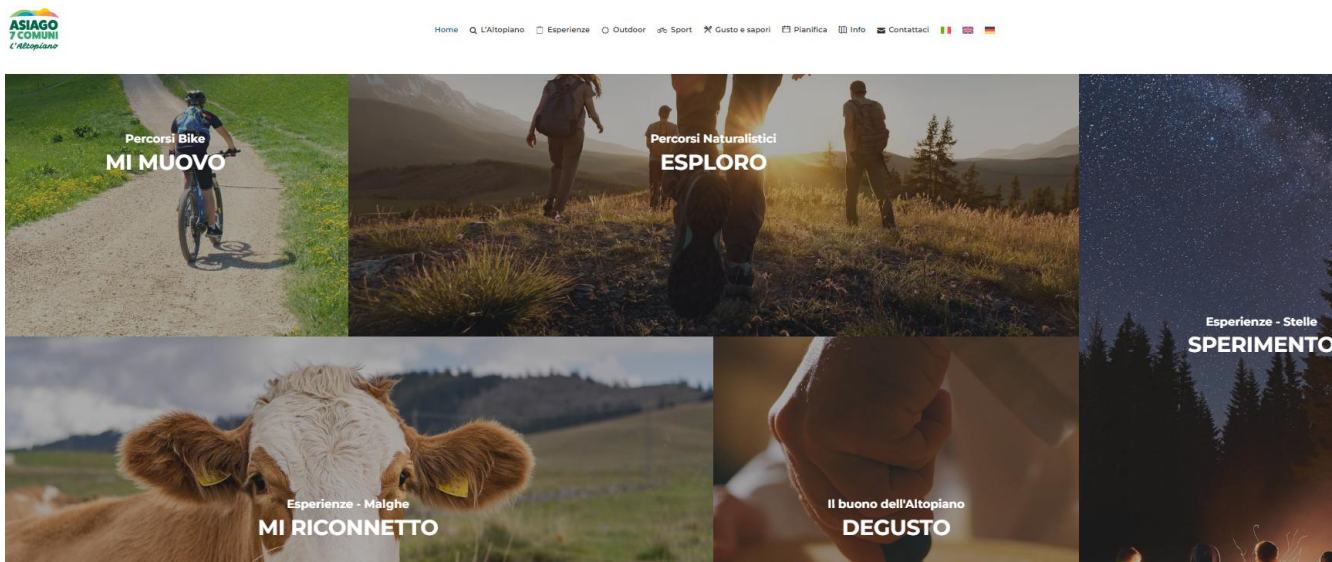 ASIAGO
7 COMUNI
L'Altopiano
Home L'Altopiano Esperienze Outdoor Sport Gusto e sapori Pianifica Info Contattaci
Percorsi Bike
MI MUOVO
Percorsi Naturalistici
ESPLORO
Esperienze - Stelle
SPERIMENTO
Esperienze - Malghe
MI RICONNETTO
Il buono dell'Altopiano
DEGUSTO